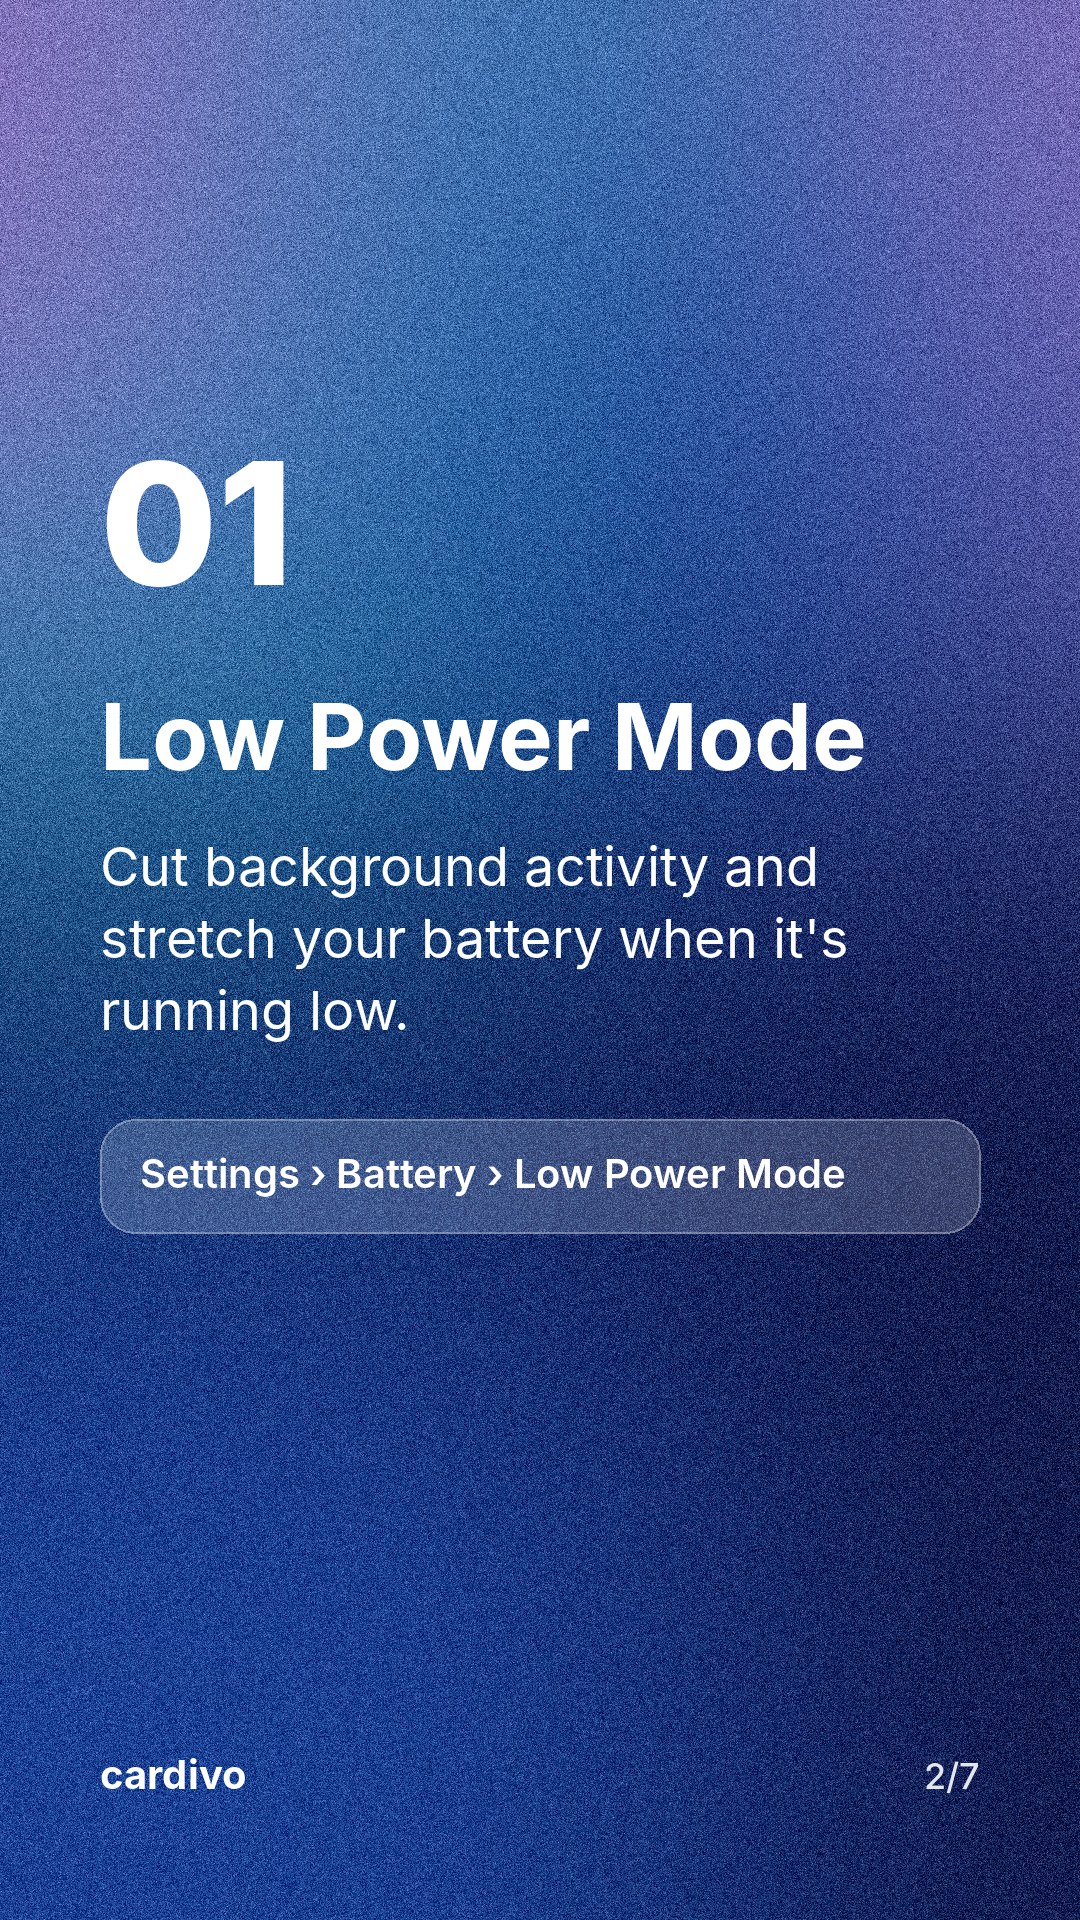 01
Low Power Mode
Cut background activity and
stretch your battery when it's
running low.
Settings › Battery › Low Power Mode
cardivo
2/7